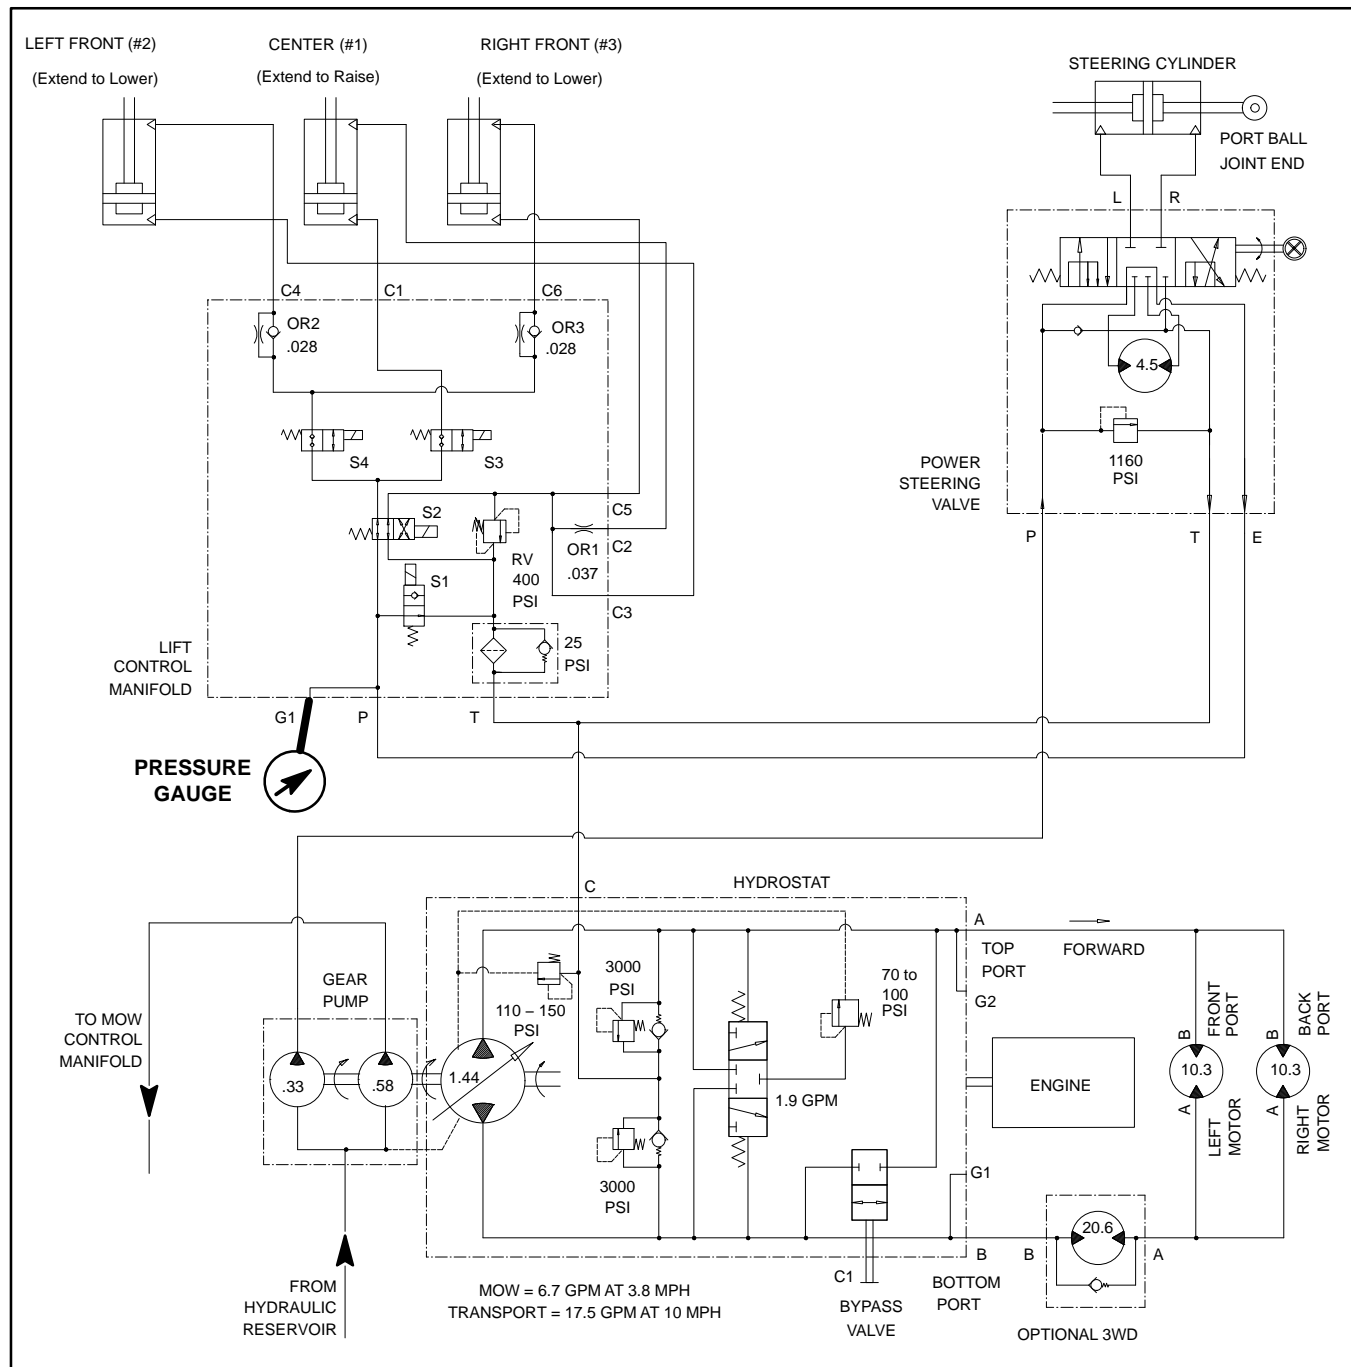 LEFT FRONT (#2)
(Extend to Lower)
CENTER (#1)
(Extend to Raise)
RIGHT FRONT (#3)
(Extend to Lower)
STEERING CYLINDER
PORT BALL
JOINT END
L
R
C4
C1
C6
OR2
.028
OR3
.028
4.5
S4
S3
1160
PSI
POWER
STEERING
VALVE
S2
C5
OR1
.037
C2
RV
400
PSI
S1
C3
P
T
E
25
PSI
LIFT
CONTROL
MANIFOLD
G1
P
T
PRESSURE
GAUGE
C
HYDROSTAT
A
TOP
PORT
FORWARD
GEAR
PUMP
110 – 150
PSI
3000
PSI
70 to
100
PSI
G2
TO MOW
CONTROL
MANIFOLD
.33
.58
1.44
1.9 GPM
ENGINE
B
FRONT
PORT
B
BACK
PORT
10.3
10.3
A
LEFT
MOTOR
A
RIGHT
MOTOR
3000
PSI
G1
20.6
B
B
A
C1
BYPASS
VALVE
BOTTOM
PORT
OPTIONAL 3WD
FROM
HYDRAULIC
RESERVOIR
MOW = 6.7 GPM AT 3.8 MPH
TRANSPORT = 17.5 GPM AT 10 MPH